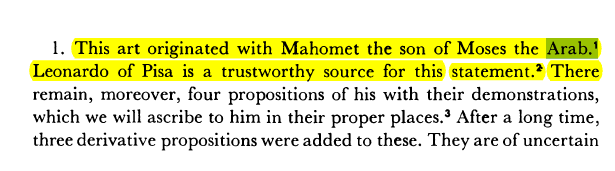 1. This art originated with Mahomet the son of Moses the Arab.¹
Leonardo of Pisa is a trustworthy source for this statement.² There
remain, moreover, four propositions of his with their demonstrations,
which we will ascribe to him in their proper places.³ After a long time,
three derivative propositions were added to these. They are of uncertain